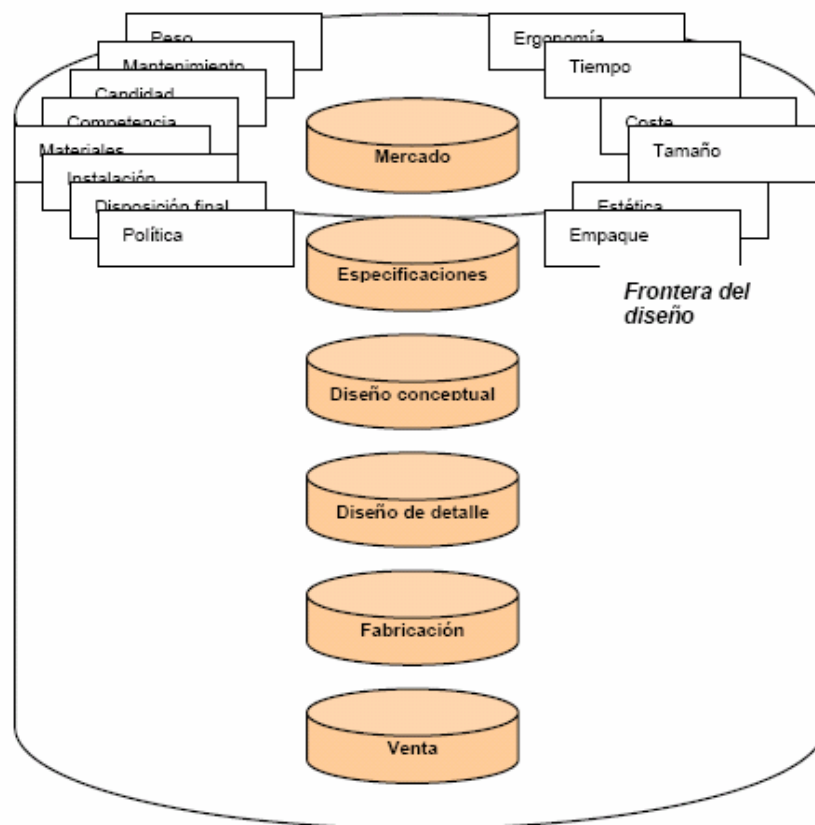 Peso
Mantenimiento
Candidad
Competencia
Materiales
Instalación
Disposición final
Política
Ergonomía
Tiempo
Coste
Tamaño
Estética
Empaque
Frontera del
diseño
Mercado
Especificaciones
Diseño conceptual
Diseño de detalle
Fabricación
Venta